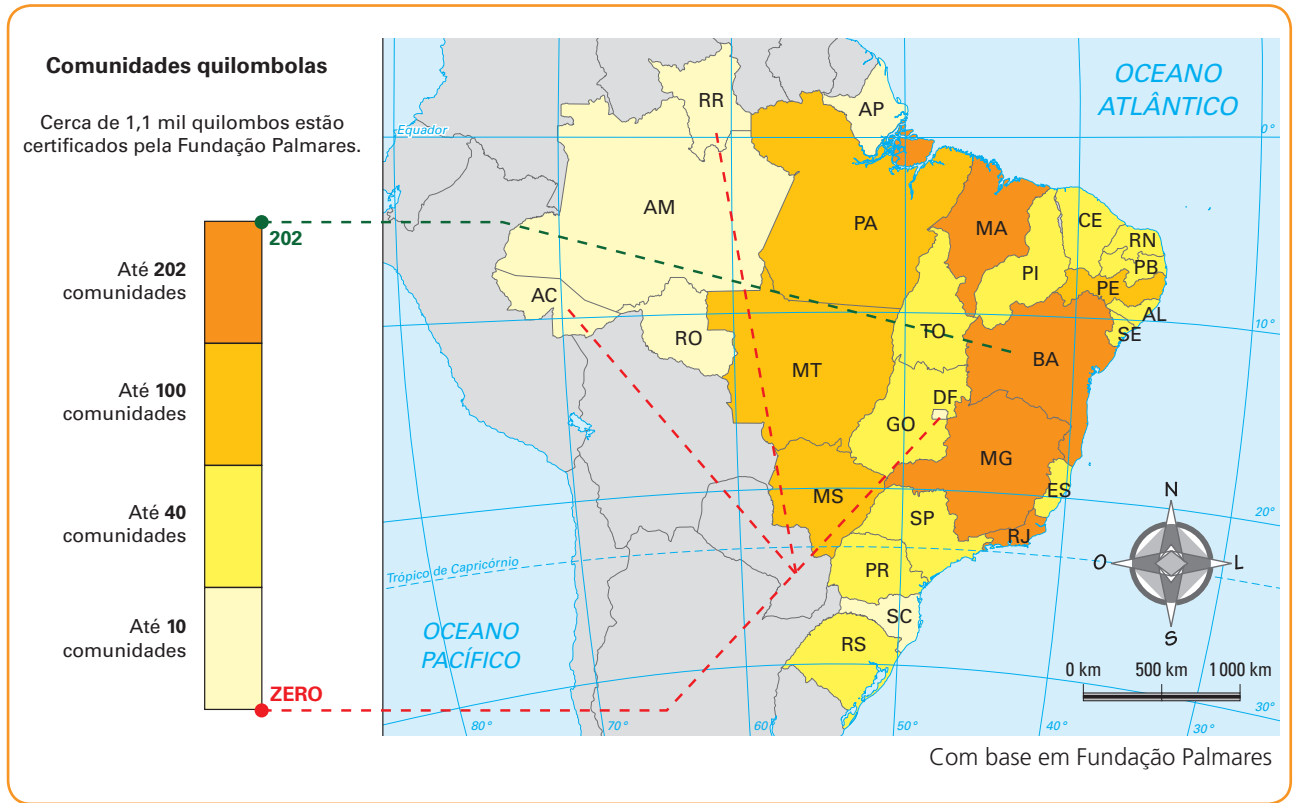 Comunidades quilombolas
Cerca de 1,1 mil quilombos estão
certificados pela Fundação Palmares.
202
Até 202
comunidades
Até 100
comunidades
Até 40
comunidades
Até 10
comunidades
ZERO
OCEANO
ATLÂNTICO
Equador
0°
RR
AP
AM
PA
MA
CE
RN
PB
PI
PE
AL
SE
AC
RO
TO
BA
10°
MT
DF
GO
MG
ES
MS
SP
RJ
20°
Trópico de Capricórnio
PR
SC
RS
OCEANO
PACÍFICO
N
O
L
S
0 km
500 km
1 000 km
30°
80°
70°
60°
50°
40°
30°
Com base em Fundação Palmares